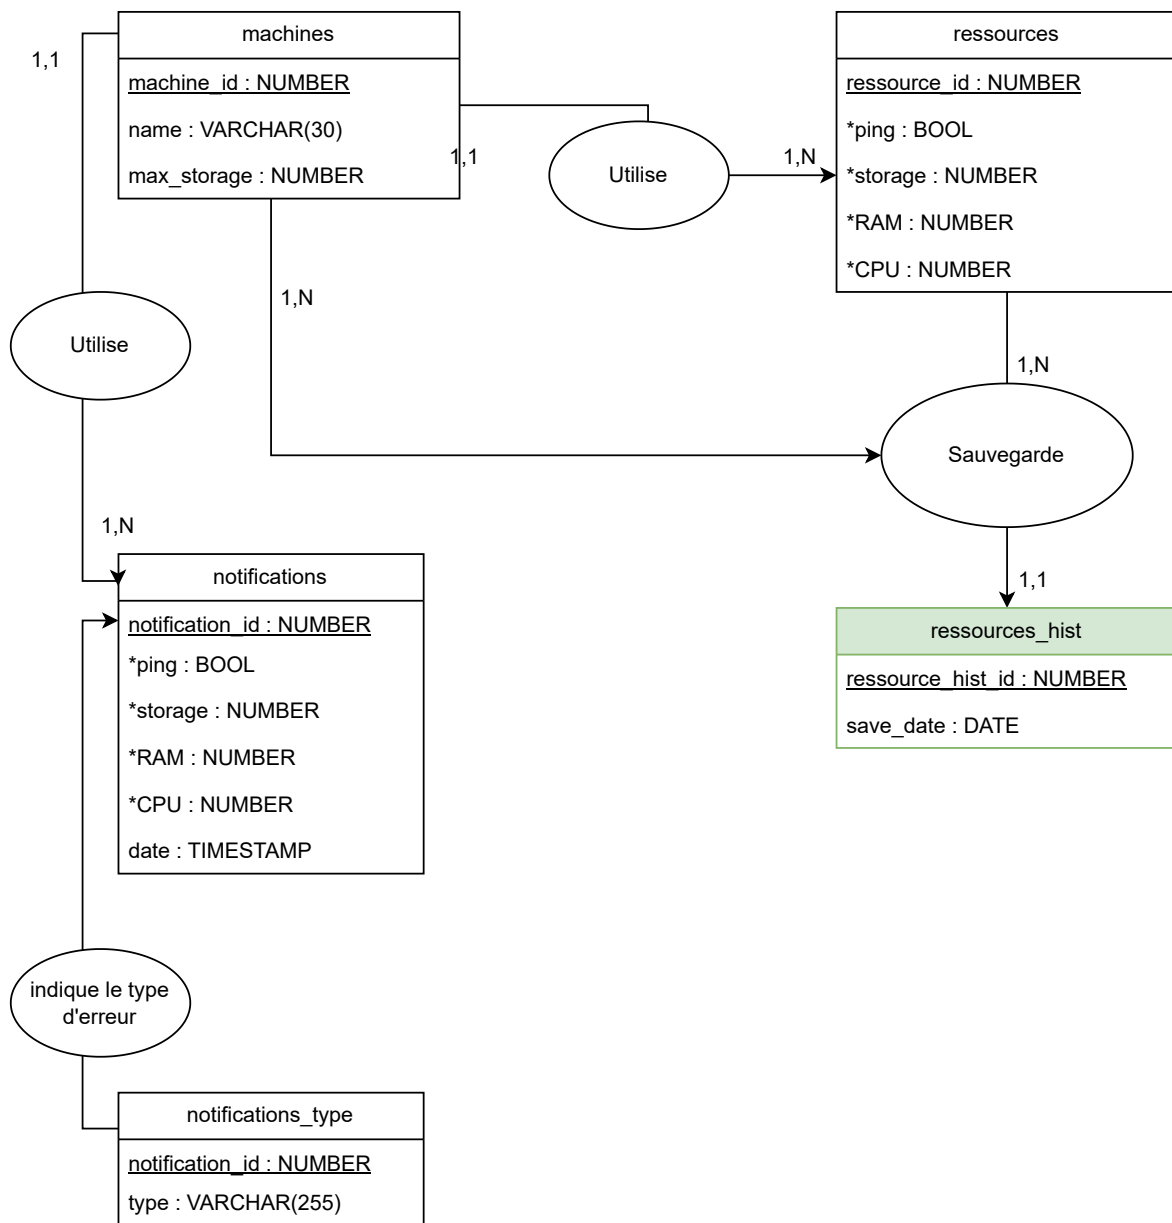 machines
machine_id : NUMBER
name : VARCHAR(30)
max_storage : NUMBER
1,1
1,1
Utilise
1,N
ressources
ressource_id : NUMBER
*ping : BOOL
*storage : NUMBER
*RAM : NUMBER
*CPU : NUMBER
1,N
Utilise
1,N
1,N
Sauvegarde
1,1
notifications
notification_id : NUMBER
*ping : BOOL
*storage : NUMBER
*RAM : NUMBER
*CPU : NUMBER
date : TIMESTAMP
ressources_hist
ressource_hist_id : NUMBER
save_date : DATE
indique le type
d'erreur
notifications_type
notification_id : NUMBER
type : VARCHAR(255)